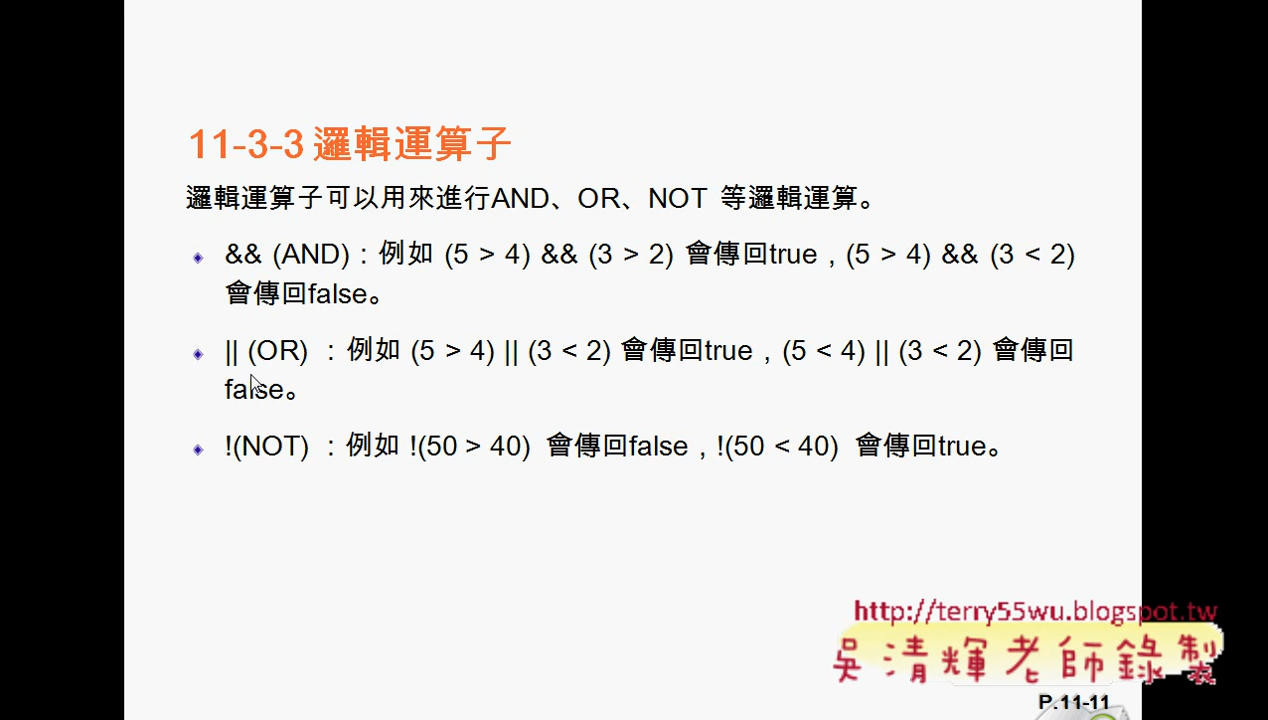 11-3-3 邏輯運算子
邏輯運算子可以用來進行AND、OR、NOT 等邏輯運算。
&& (AND)：例如 (5 > 4) && (3 > 2) 會傳回true，(5 > 4) && (3 < 2)
會傳回false。
|| (OR) ：例如 (5 > 4) || (3 < 2) 會傳回true，(5 < 4) || (3 < 2) 會傳回
false。
!(NOT) ：例如 !(50 > 40) 會傳回false，!(50 < 40) 會傳回true。
http://terry55wu.blogspot.tw
吳清輝老師錄製
P.11-11